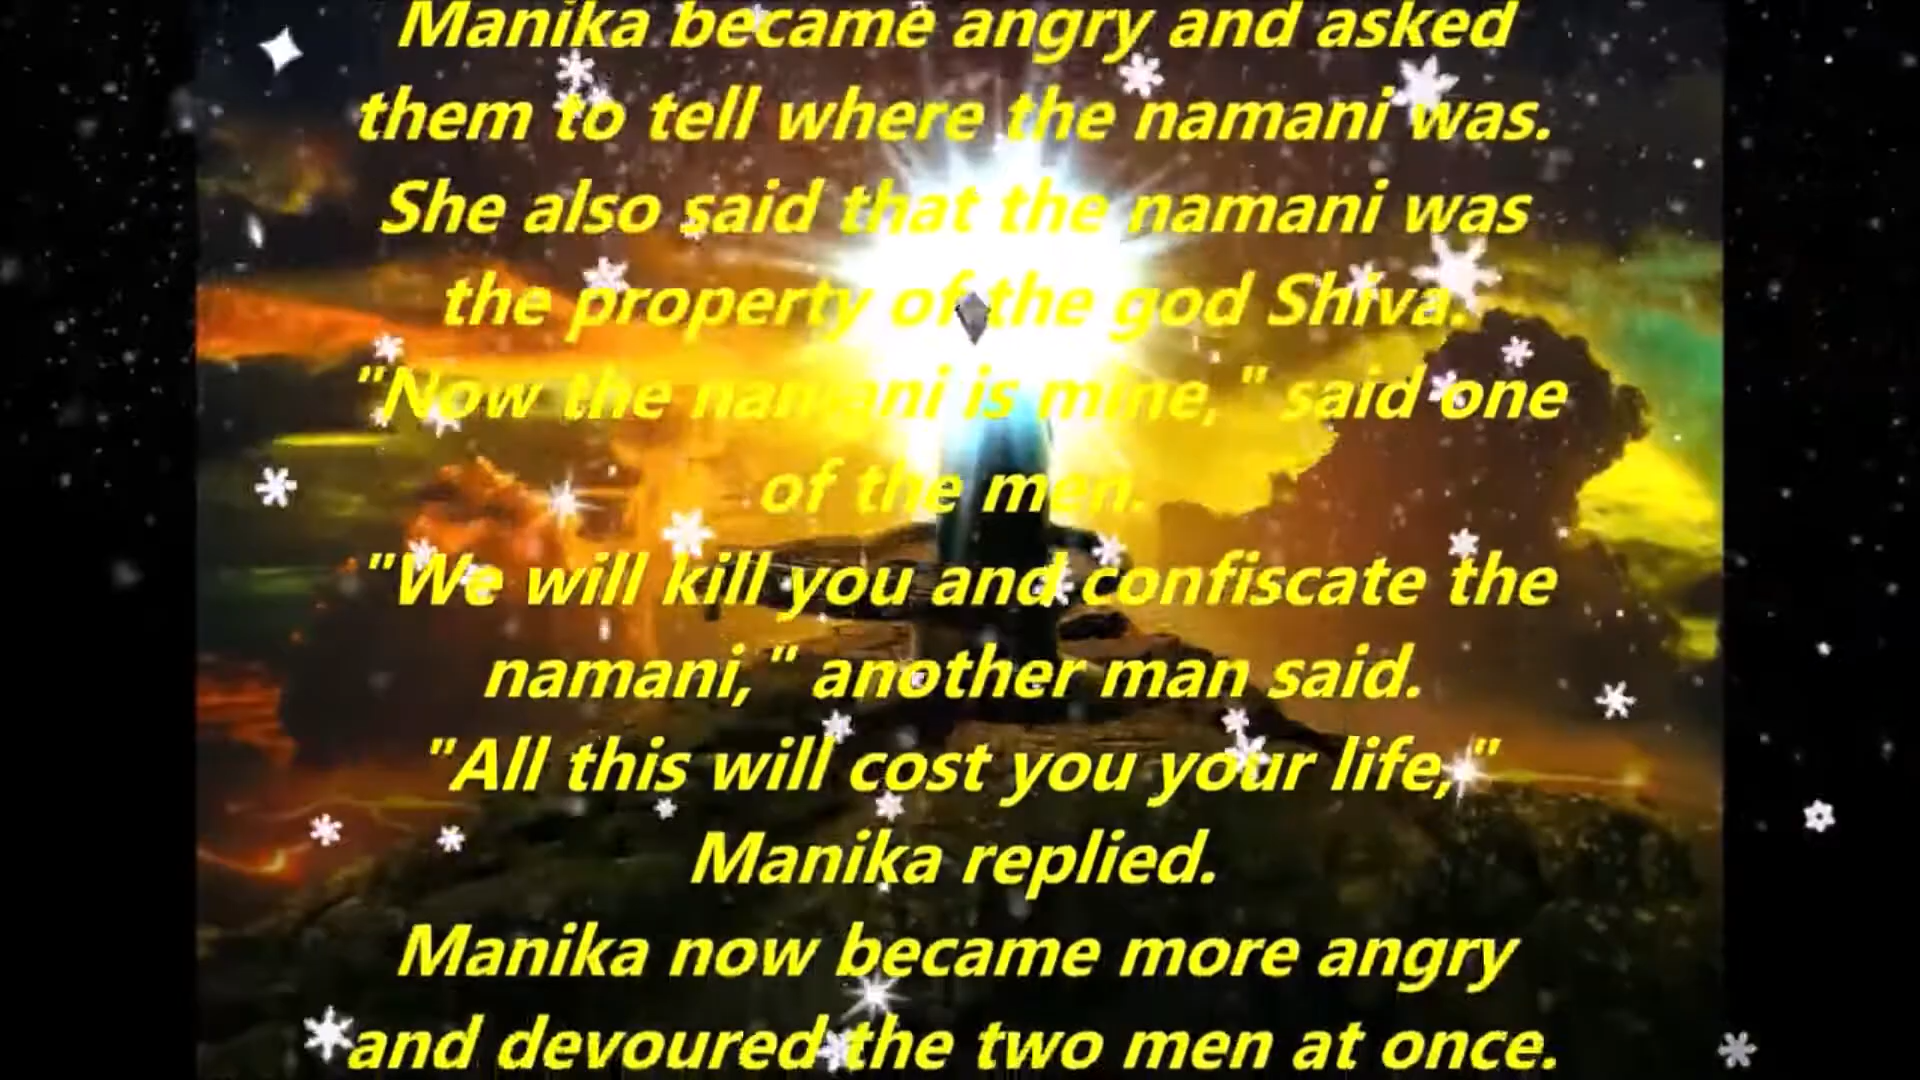 Manika became angry and asked
them to tell where the namani was.
She also said that the namani was
the property of the god Shiva.
"Now the namani is mine," said one
of the men.
"We will kill you and confiscate the
namani," another man said.
"All this will cost you your life,"
Manika replied.
Manika now became more angry
and devoured the two men at once.